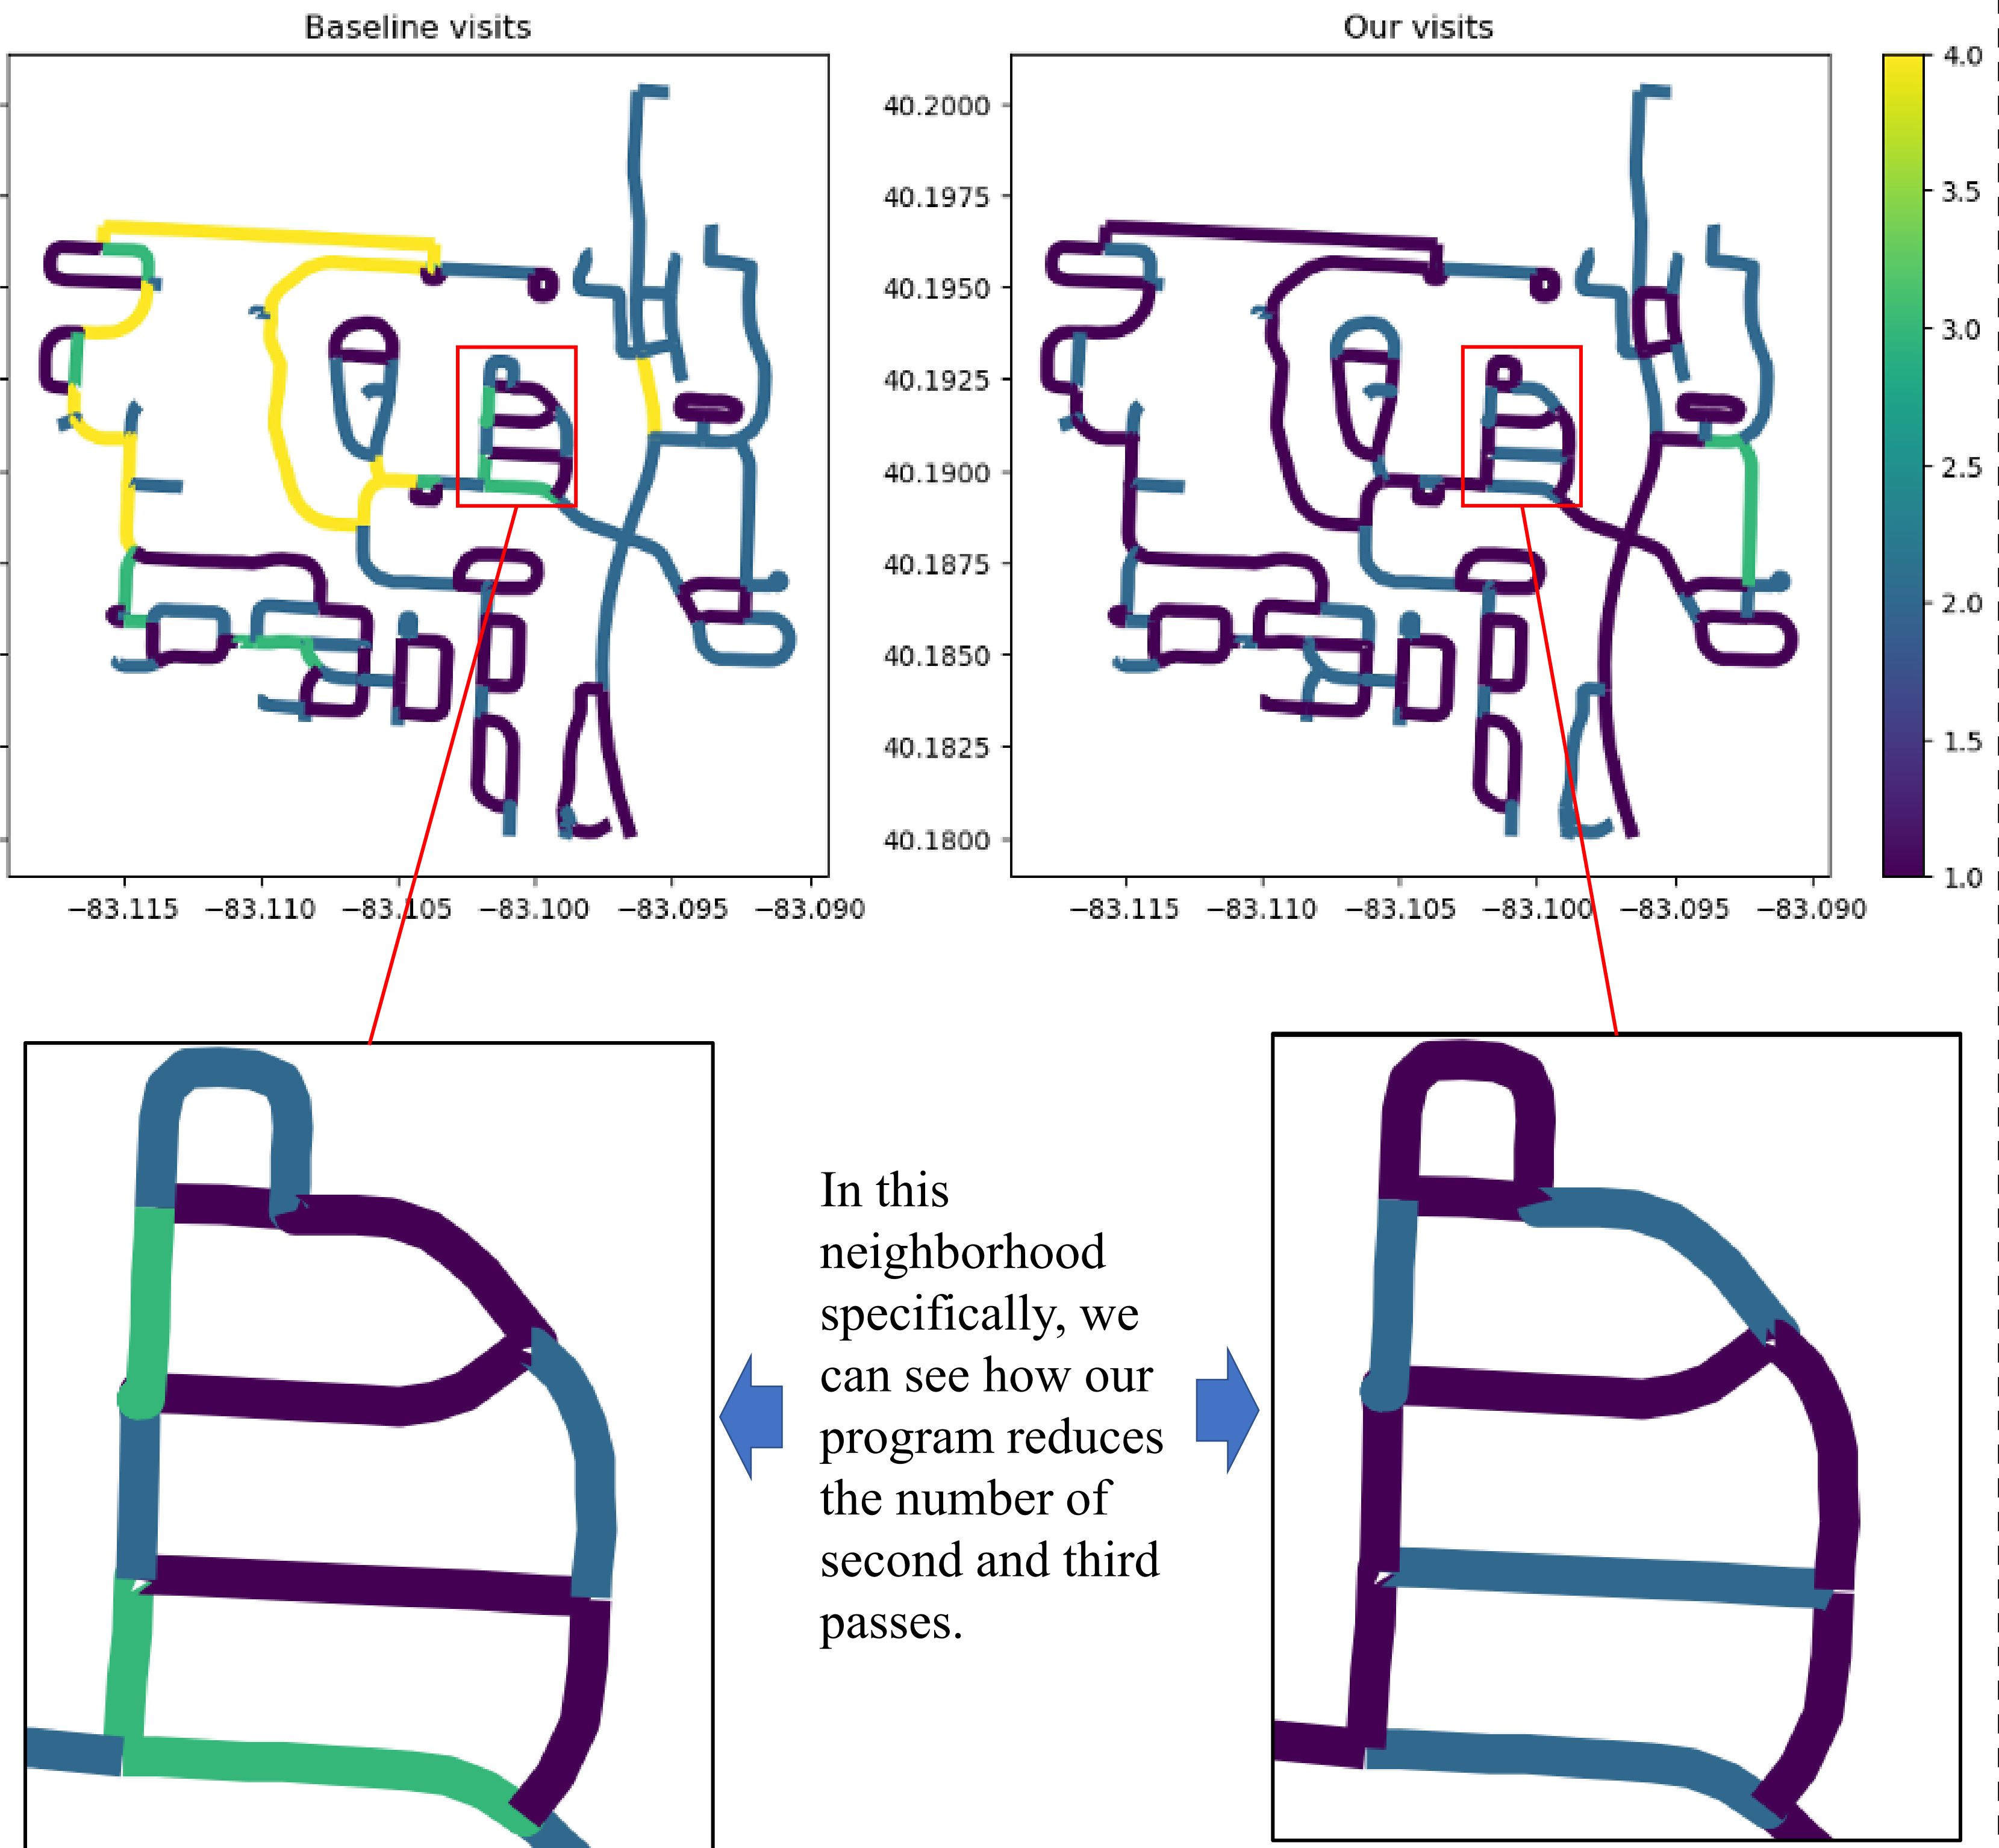 Baseline visits
Our visits
4.0
40.2000
3.5
40.1975
40.1950
3.0
40.1925
2.5
40.1900
40.1875
2.0
40.1850
1.5
40.1825
40.1800
1.0
−83.115 −83.110 −83.105 −83.100 −83.095 −83.090
−83.115 −83.110 −83.105 −83.100 −83.095 −83.090
In this
neighborhood
specifically, we
can see how our
program reduces
the number of
second and third
passes.